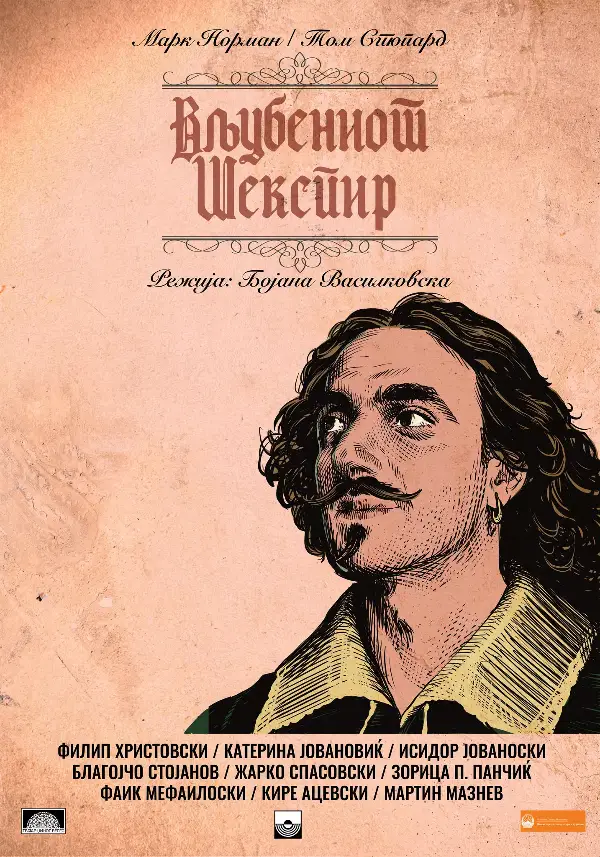 Марк Норман / Том Стопард
Вљубениот
Шекспир
Режија: Бојана Василковска
ФИЛИП ХРИСТОВСКИ / КАТЕРИНА ЈОВАНОВИЌ / ИСИДОР ЈОВАНОСКИ
БЛАГОЈЧО СТОЈАНОВ / ЖАРКО СПАСОВСКИ / ЗОРИЦА П. ПАНЧИЌ
ФАИК МЕФАИЛОСКИ / КИРЕ АЦЕВСКИ / МАРТИН МАЗНЕВ